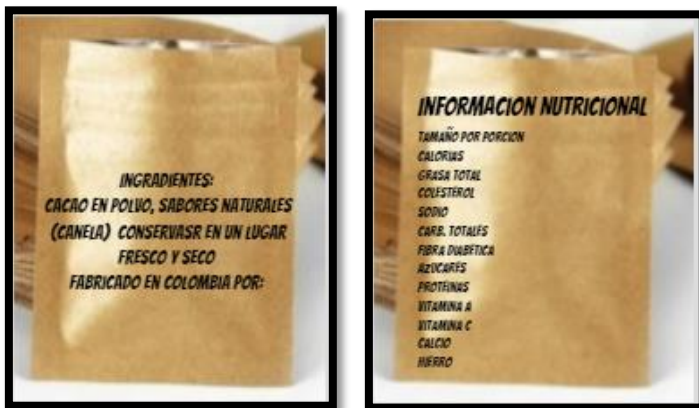 INGRADIENTES:
CACAO EN POLVO, SABORES NATURALES
(CANELA) CONSERVASR EN UN LUGAR
FRESCO Y SECO
FABRICADO EN COLOMBIA POR:
INFORMACION NUTRICIONAL
TAMAÑO POR PORCION
CALORIAS
GRASA TOTAL
COLESTEROL
SODIO
CARB. TOTALES
FIBRA DIABETICA
AZUCARES
PROTEINAS
VITAMINA A
VITAMINA C
CALCIO
HIERRO